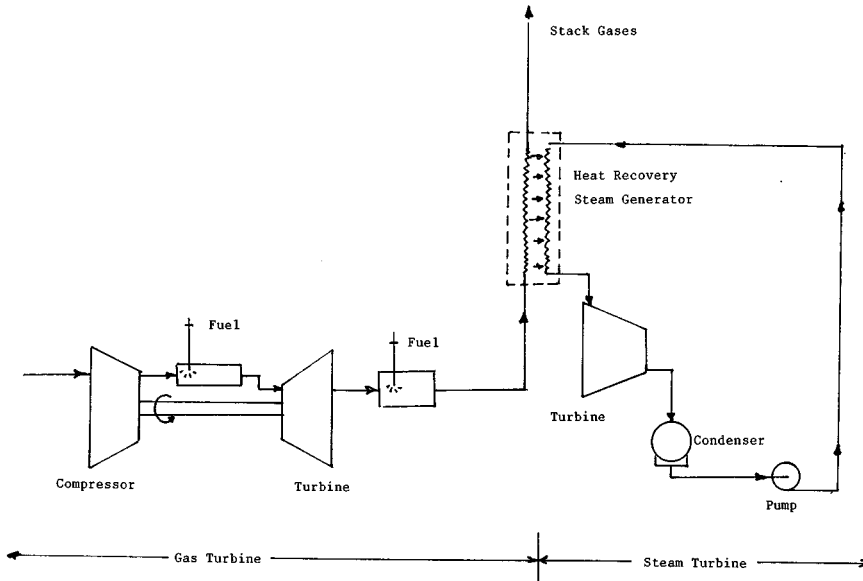 Stack Gases
Heat Recovery
Steam Generator
Fuel
Fuel
Turbine
Condenser
Compressor
Turbine
Pump
Gas Turbine
Steam Turbine